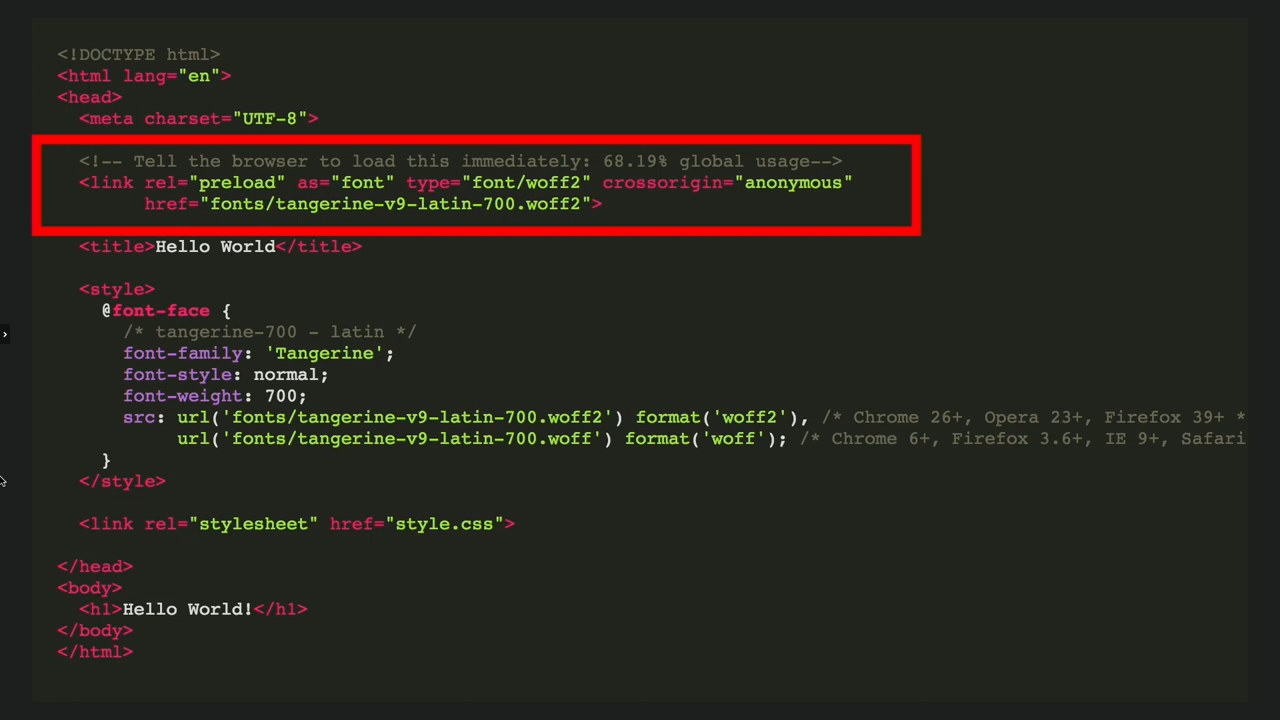 <!DOCTYPE html>
<html lang="en">
<head>
<meta charset="UTF-8">
<!-- Tell the browser to load this immediately: 68.19% global usage-->
<link rel="preload" as="font" type="font/woff2" crossorigin="anonymous"
href="fonts/tangerine-v9-latin-700.woff2">
<title>Hello World</title>
<style>
@font-face {
/* tangerine-700 - latin */
font-family: 'Tangerine';
font-style: normal;
font-weight: 700;
src: url('fonts/tangerine-v9-latin-700.woff2') format('woff2'), /* Chrome 26+, Opera 23+, Firefox 39+ *
url('fonts/tangerine-v9-latin-700.woff') format('woff'); /* Chrome 6+, Firefox 3.6+, IE 9+, Safari
}
</style>
<link rel="stylesheet" href="style.css">
</head>
<body>
<h1>Hello World!</h1>
</body>
</html>